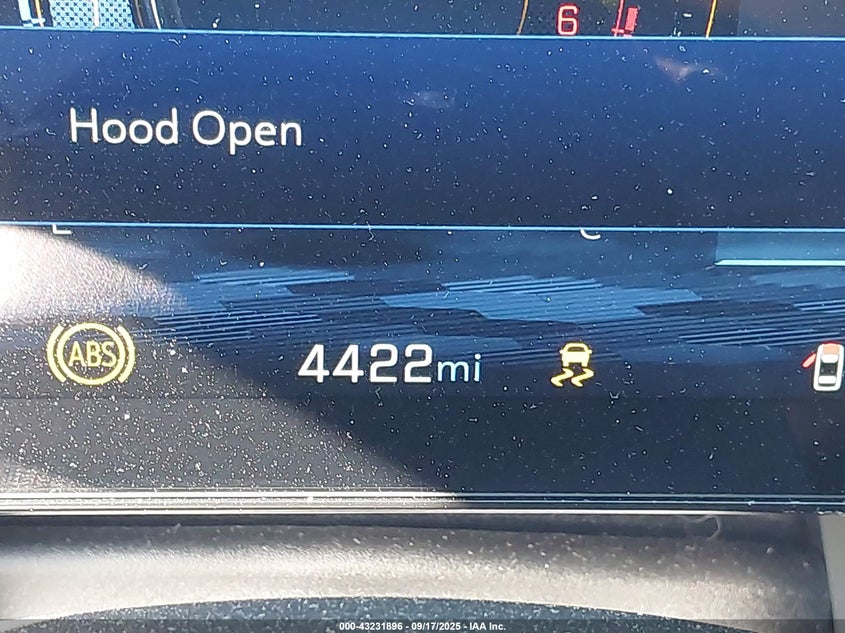 6
Hood Open
E C
ABS 4422mi
000-43231896 - 09/17/2025 - IAA Inc.